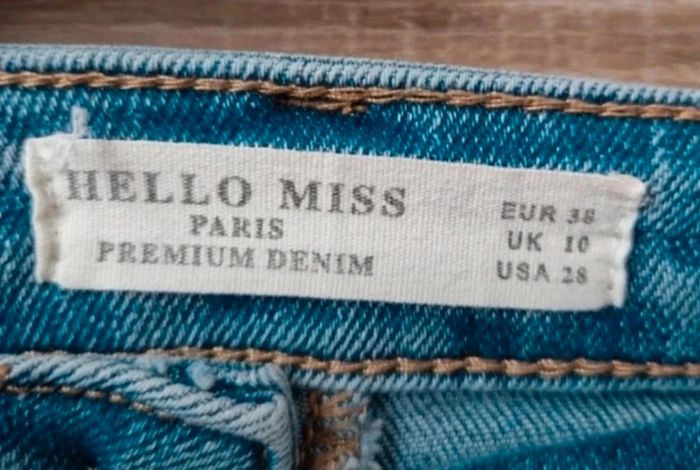 HELLO MISS
PARIS
PREMIUM DENIM
EUR 38
UK 10
USA 28